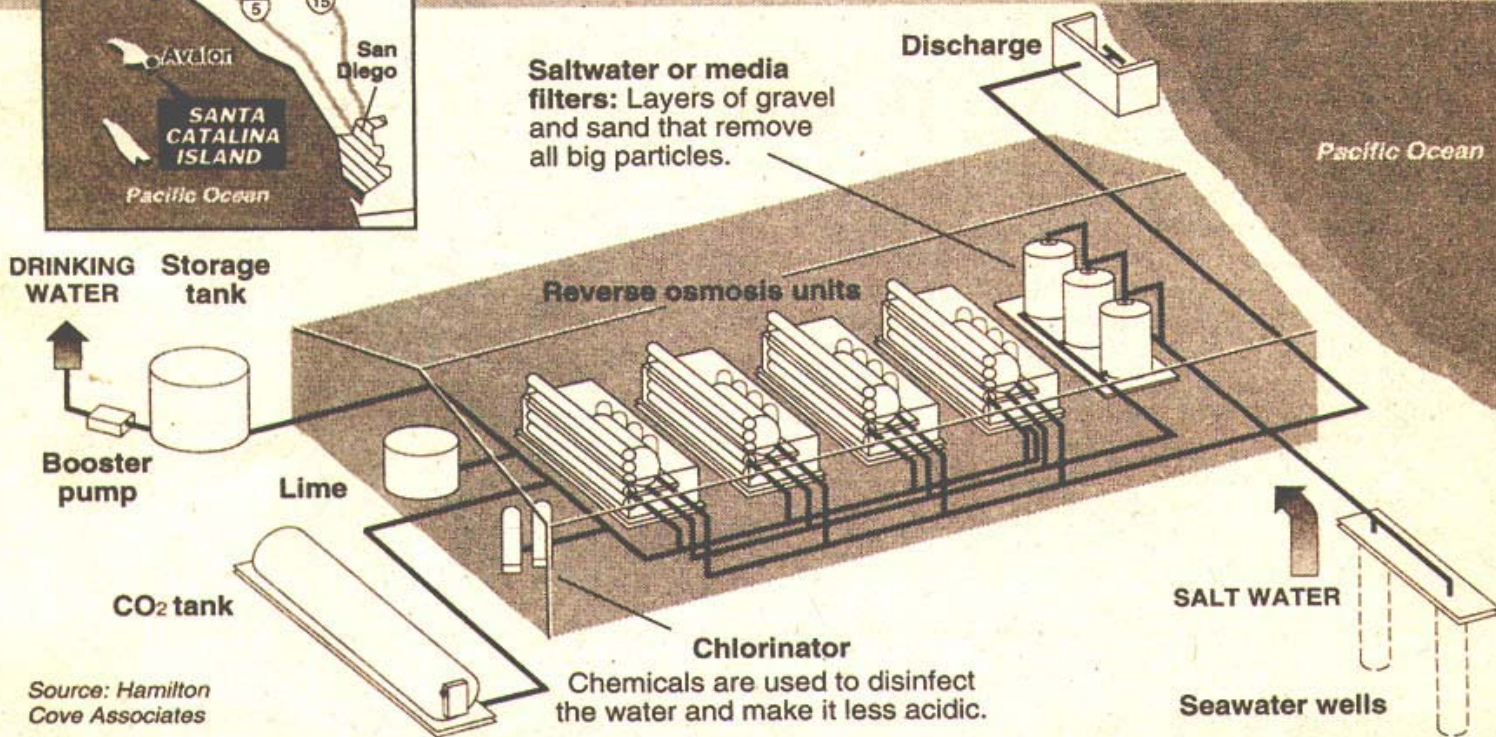 5
15
Avalon
San
Diego
SANTA
CATALINA
ISLAND
Pacific Ocean
Discharge
Saltwater or media
filters: Layers of gravel
and sand that remove
all big particles.
Pacific Ocean
DRINKING
WATER
Storage
tank
Reverse osmosis units
Booster
pump
Lime
CO2 tank
SALT WATER
Chlorinator
Chemicals are used to disinfect
the water and make it less acidic.
Seawater wells
Source: Hamilton
Cove Associates